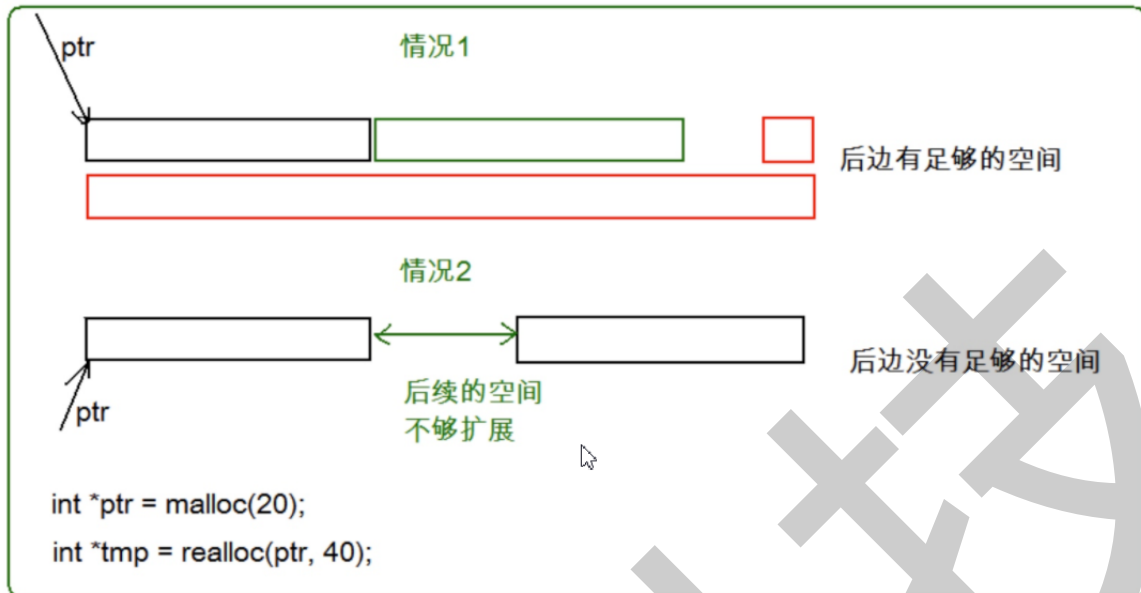 ptr
情况1
后边有足够的空间
情况2
后边没有足够的空间
后续的空间
不够扩展
ptr
int *ptr = malloc(20);
int *tmp = realloc(ptr, 40);